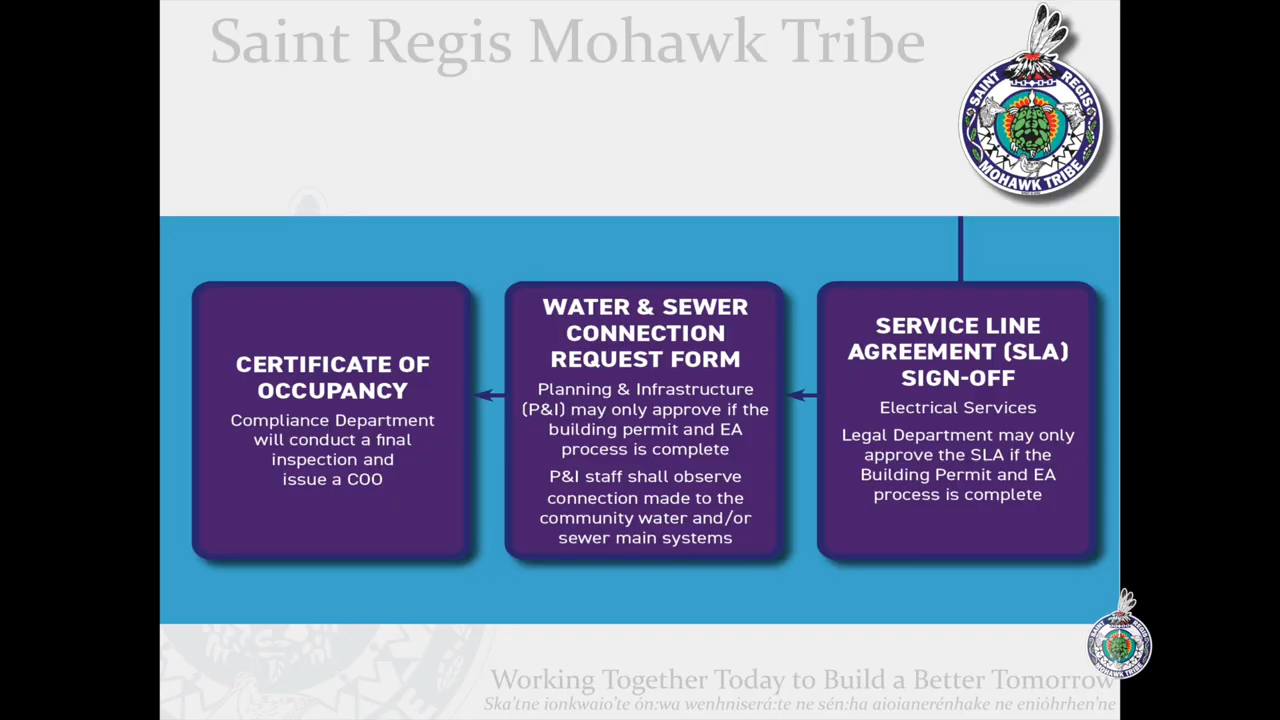 Saint Regis Mohawk Tribe
SAINT REGIS
MOHAWK TRIBE
CERTIFICATE OF
OCCUPANCY
Compliance Department
will conduct a final
inspection and
issue a COO
WATER & SEWER
CONNECTION
REQUEST FORM
Planning & Infrastructure
(P&I) may only approve if the
building permit and EA
process is complete
P&I staff shall observe
connection made to the
community water and/or
sewer main systems
SERVICE LINE
AGREEMENT (SLA)
SIGN-OFF
Electrical Services
Legal Department may only
approve the SLA if the
Building Permit and EA
process is complete
SAINT REGIS
MOHAWK TRIBE
Working Together Today to Build a Better Tomorrow
Ska'tne ionkwaio'te ón:wa wenhniserá:te ne sén:ha aioianerénhake ne enióhrhen'ne